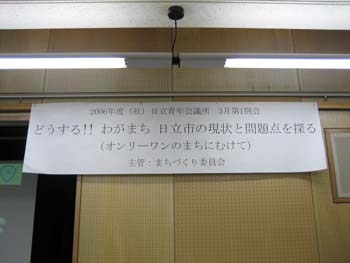 2006年度（社）日立青年会議所　3月第1例会
どうする!! わがまち 日立市の現状と問題点を探る
（オンリーワンのまちにむけて）
主管：まちづくり委員会